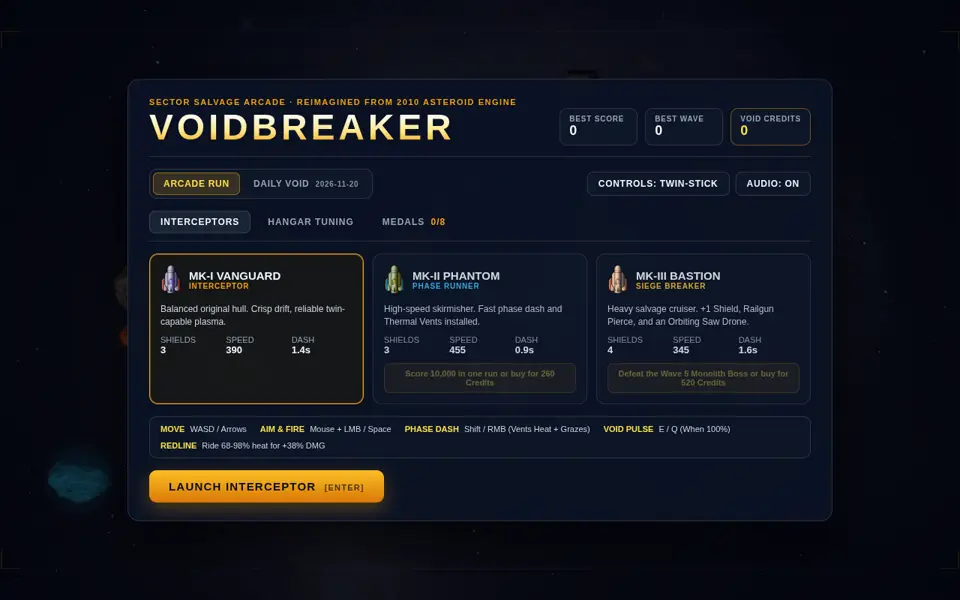 SECTOR SALVAGE ARCADE · REIMAGINED FROM 2010 ASTEROID ENGINE
VOIDBREAKER
BEST SCORE
0
BEST WAVE
0
VOID CREDITS
0
ARCADE RUN
DAILY VOID 2026-11-20
CONTROLS: TWIN-STICK
AUDIO: ON
INTERCEPTORS
HANGAR TUNING
MEDALS 0/8
MK-I VANGUARD
INTERCEPTOR
Balanced original hull. Crisp drift, reliable twin-
capable plasma.
SHIELDS SPEED DASH
3 390 1.4s
MK-II PHANTOM
PHASE RUNNER
High-speed skirmisher. Fast phase dash and
Thermal Vents installed.
SHIELDS SPEED DASH
3 455 0.9s
Score 10,000 in one run or buy for 260
Credits
MK-III BASTION
SIEGE BREAKER
Heavy salvage cruiser. +1 Shield, Railgun
Pierce, and an Orbiting Saw Drone.
SHIELDS SPEED DASH
4 345 1.6s
Defeat the Wave 5 Monolith Boss or buy for
520 Credits
MOVE WASD / Arrows AIM & FIRE Mouse + LMB / Space PHASE DASH Shift / RMB (Vents Heat + Grazes) VOID PULSE E / Q (When 100%)
REDLINE Ride 68-98% heat for +38% DMG
LAUNCH INTERCEPTOR [ENTER]